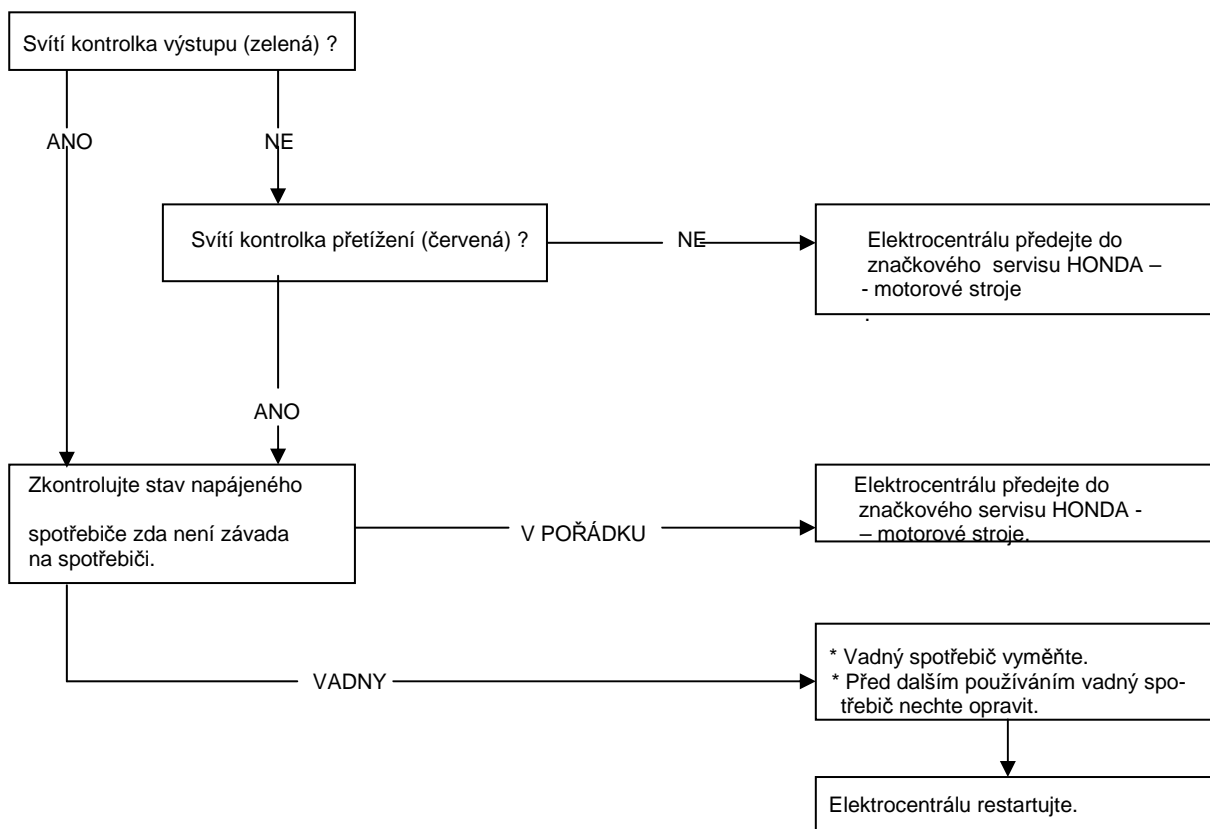 Svítí kontrolka výstupu (zelená) ?
ANO
NE
Svítí kontrolka přetížení (červená) ?
NE
Elektrocentrálu předejte do
značkového servisu HONDA –
- motorové stroje
.
ANO
Zkontrolujte stav napájeného
spotřebiče zda není závada
na spotřebiči.
V POŘÁDKU
Elektrocentrálu předejte do
značkového servisu HONDA -
– motorové stroje.
VADNY
* Vadný spotřebič vyměňte.
* Před dalším používáním vadný spo-
třebič nechte opravit.
Elektrocentrálu restartujte.